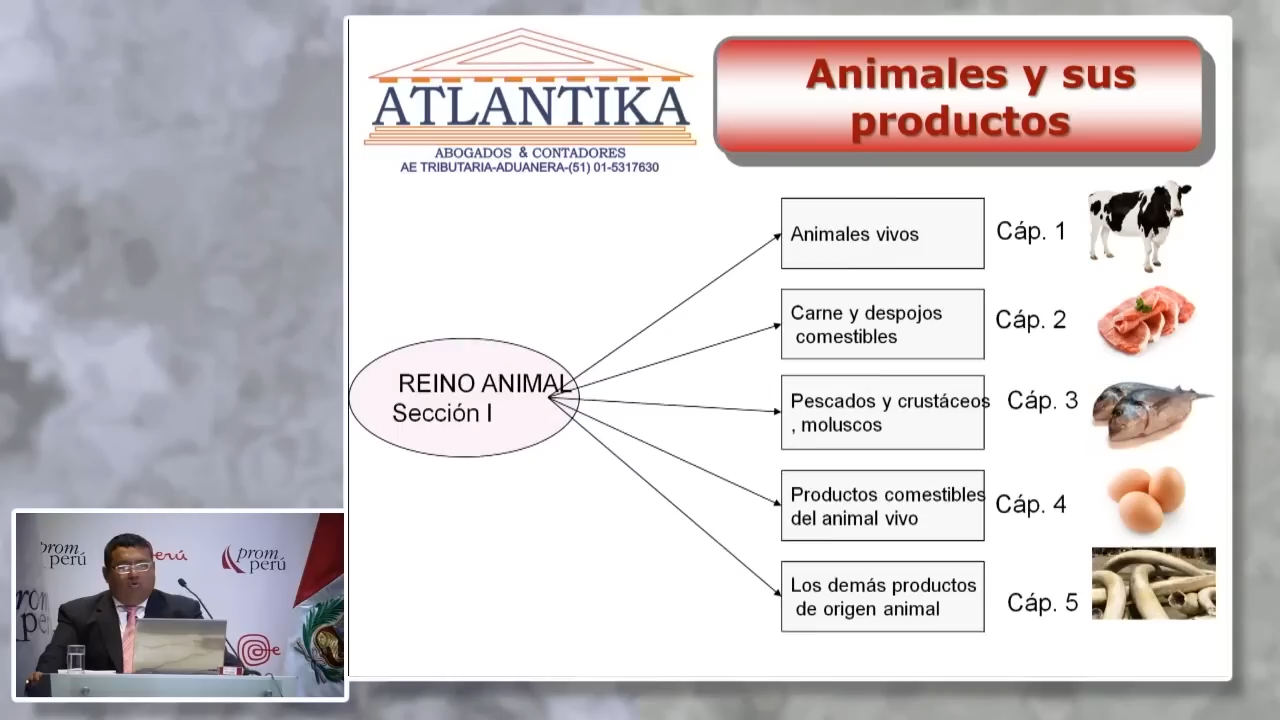 ATLANTIKA
ABOGADOS & CONTADORES
AE TRIBUTARIA-ADUANERA-(51) 01-5317630
Animales y sus
productos
REINO ANIMAL
Sección I
Animales vivos
Cáp. 1
Carne y despojos
comestibles
Cáp. 2
Pescados y crustáceos
, moluscos
Cáp. 3
Productos comestibles
del animal vivo
Cáp. 4
Los demás productos
de origen animal
Cáp. 5
prom
perú
perú
prom
perú